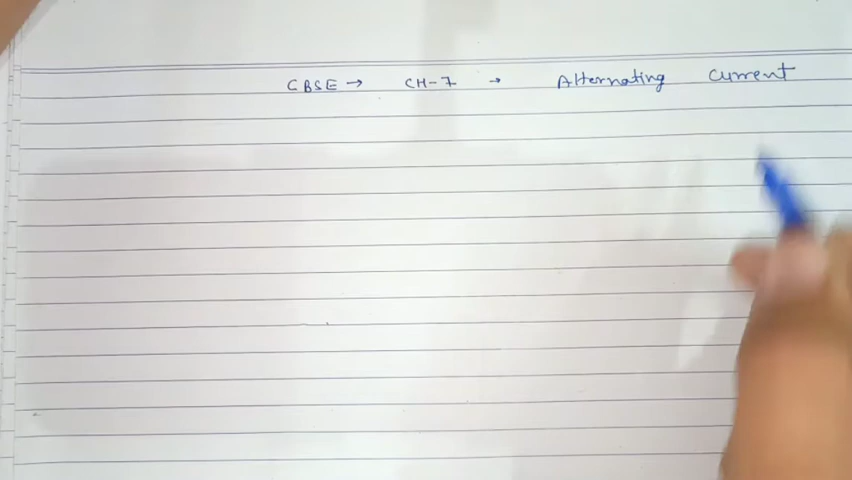 CBSE → CH-7 → Alternating Current